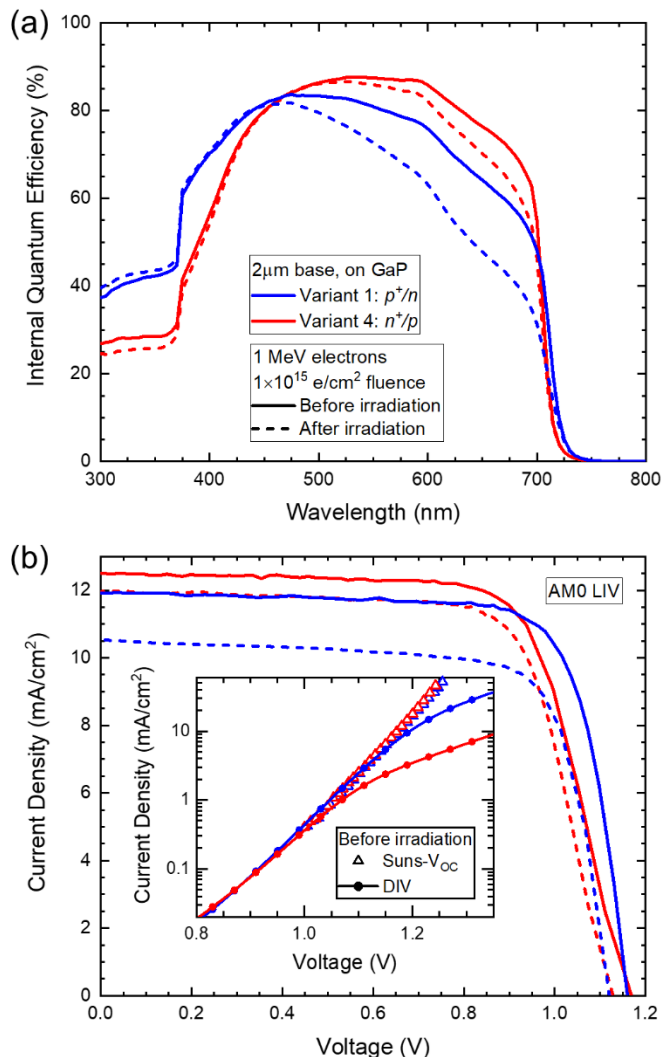 (a)
100
80
60
40
20
0
Internal Quantum Efficiency (%)
2μm base, on GaP
Variant 1: p⁺/n
Variant 4: n⁺/p
1 MeV electrons
1×10¹⁵ e/cm² fluence
Before irradiation
After irradiation
300 400 500 600 700 800
Wavelength (nm)
(b)
12
10
8
6
4
2
0
Current Density (mA/cm²)
AM0 LIV
10
1
0.1
Current Density (mA/cm²)
Before irradiation
Suns-V_OC
DIV
0.8 1.0 1.2
Voltage (V)
0.0 0.2 0.4 0.6 0.8 1.0 1.2
Voltage (V)